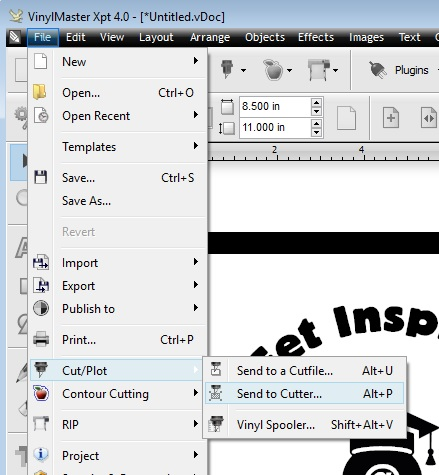 VinylMaster Xpt 4.0 - [*Untitled.vDoc]
File Edit View Layout Arrange Objects Effects Images Text
New
Open... Ctrl+O
Open Recent
Templates
Save... Ctrl+S
Save As...
Revert
Import
Export
Publish to
Print... Ctrl+P
Cut/Plot
Contour Cutting
RIP
Project
Plugins
8.500 in
11.000 in
2 4
Send to a Cutfile... Alt+U
Send to Cutter... Alt+P
Vinyl Spooler... Shift+Alt+V